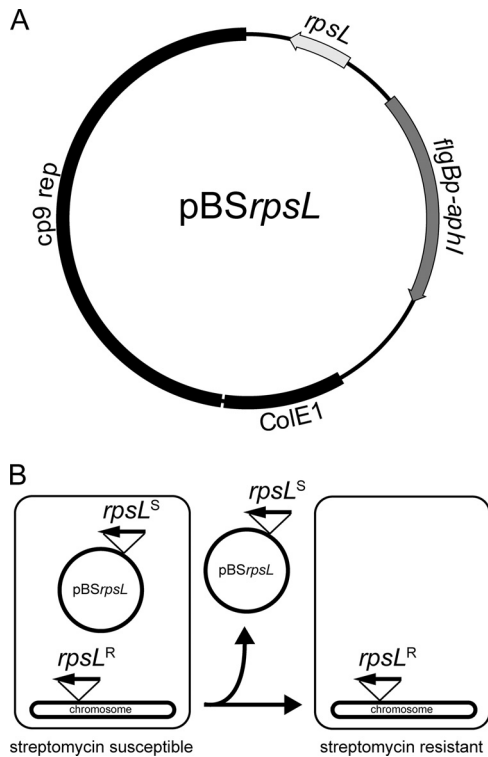 A
rpsL
flgBp-aphI
cp9 rep
pBSrpsL
ColE1
B
rpsLS
rpsLS
pBSrpsL
pBSrpsL
rpsLR
rpsLR
chromosome
chromosome
streptomycin susceptible
streptomycin resistant